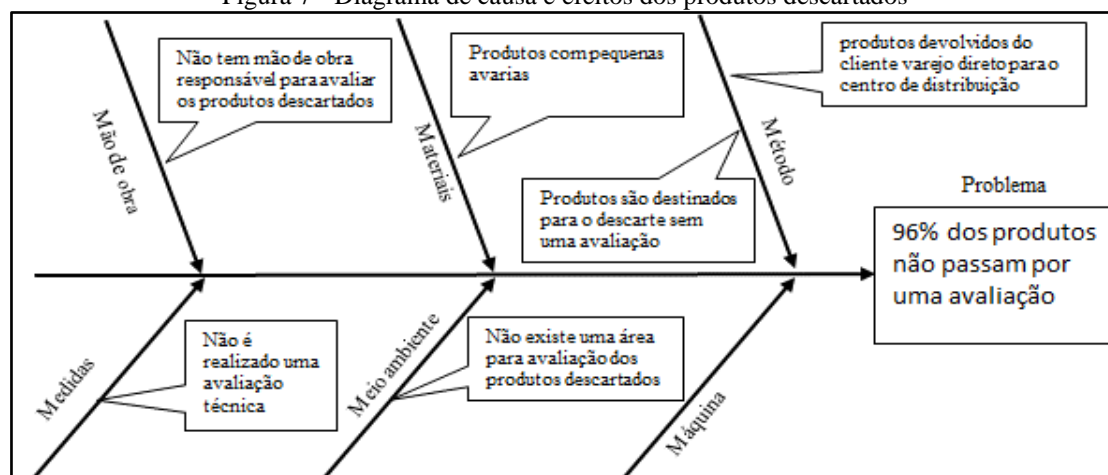 Figura 7 - Diagrama de causa e efeitos dos produtos descartados
Não tem mão de obra
responsável para avaliar
os produtos descartados
Mão de obra
Produtos com pequenas
avarias
Materiais
produtos devolvidos do
cliente varejo direto para o
centro de distribuição
Método
Produtos são destinados
para o descarte sem
uma avaliação
Problema
96% dos produtos
não passam por
uma avaliação
Medidas
Não é
realizado uma
avaliação
técnica
Meio ambiente
Não existe uma área
para avaliação dos
produtos descartados
Máquina